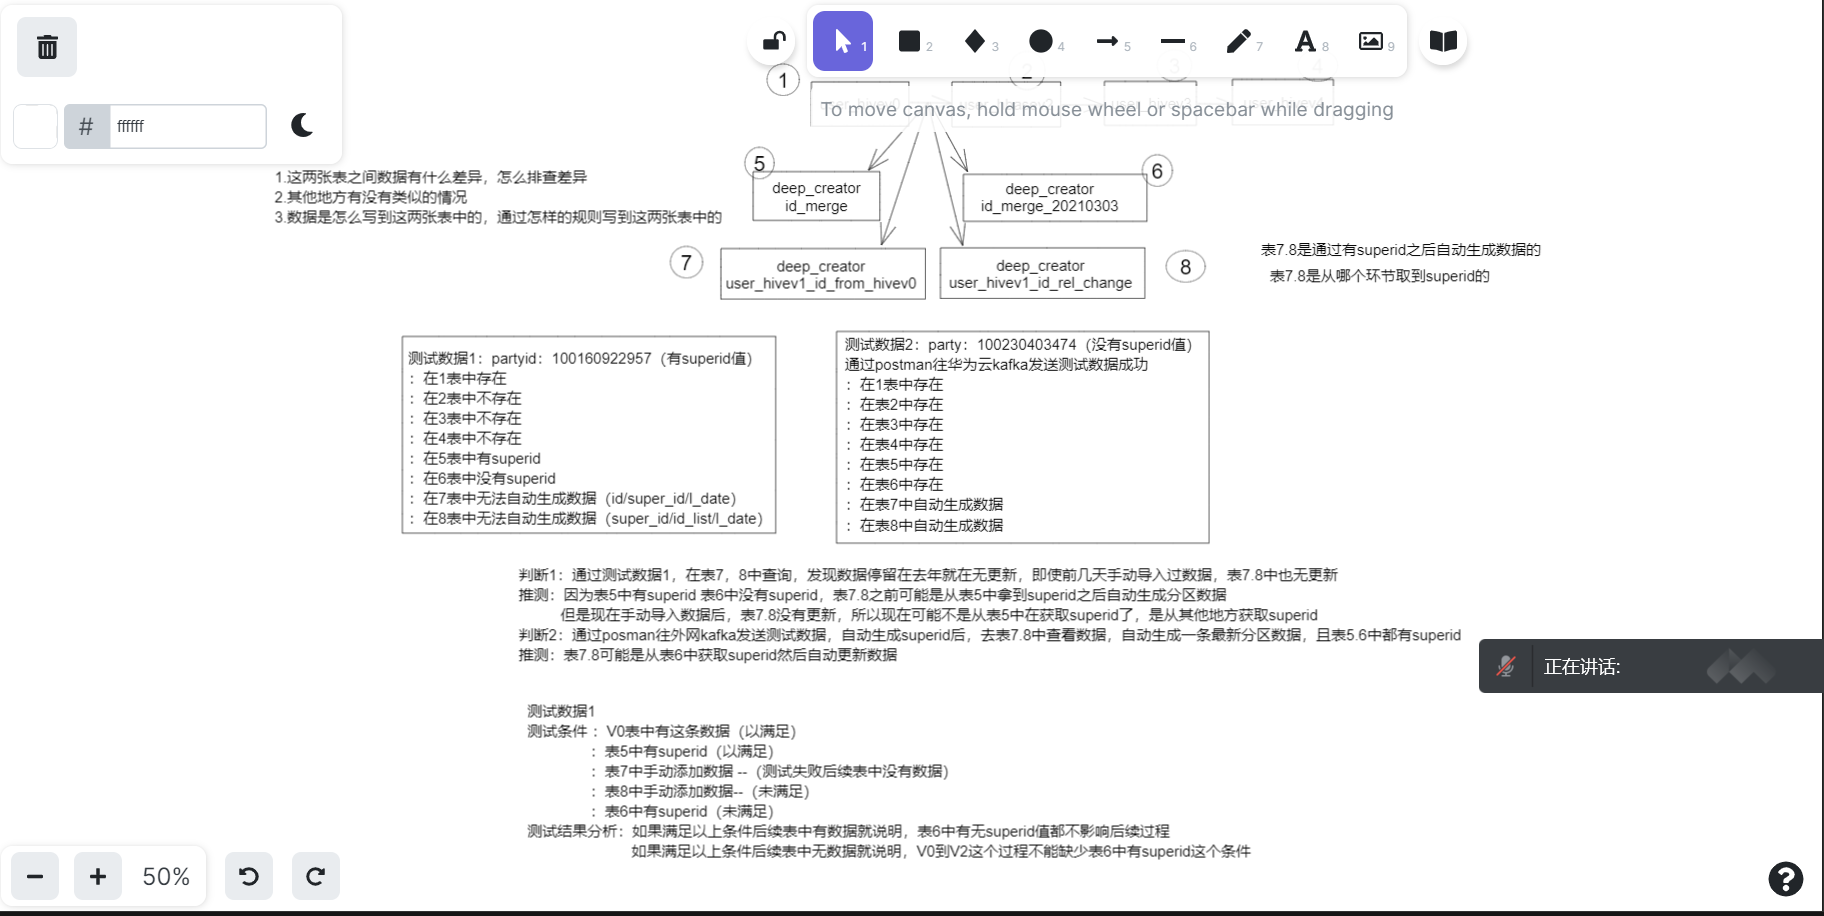 1
2
3
4
5
6
7
8
9
# ffffff
To move canvas, hold mouse wheel or spacebar while dragging
1
2
3
4
5
deep_creator
id_merge
6
deep_creator
id_merge_20210303
1.这两张表之间数据有什么差异，怎么排查差异
2.其他地方有没有类似的情况
3.数据是怎么写到这两张表中的，通过怎样的规则写到这两张表中的
7
deep_creator
user_hivev1_id_from_hivev0
deep_creator
user_hivev1_id_rel_change
8
表7.8是通过有superid之后自动生成数据的
表7.8是从哪个环节取到superid的
测试数据1：partyid：100160922957（有superid值）
：在1表中存在
：在2表中不存在
：在3表中不存在
：在4表中不存在
：在5表中有superid
：在6表中没有superid
：在7表中无法自动生成数据（id/super_id/l_date）
：在8表中无法自动生成数据（super_id/id_list/l_date）
测试数据2：party：100230403474（没有superid值）
通过postman往华为云kafka发送测试数据成功
：在1表中存在
：在表2中存在
：在表3中存在
：在表4中存在
：在表5中存在
：在表6中存在
：在表7中自动生成数据
：在表8中自动生成数据
判断1：通过测试数据1，在表7，8中查询，发现数据停留在去年就在无更新，即使前几天手动导入过数据，表7.8中也无更新
推测：因为表5中有superid 表6中没有superid，表7.8之前可能是从表5中拿到superid之后自动生成分区数据
但是现在手动导入数据后，表7.8没有更新，所以现在可能不是从表5中在获取superid了，是从其他地方获取superid
判断2：通过posman往外网kafka发送测试数据，自动生成superid后，去表7.8中查看数据，自动生成一条最新分区数据，且表5.6中都有superid
推测：表7.8可能是从表6中获取superid然后自动更新数据
正在讲话:
测试数据1
测试条件 ：V0表中有这条数据（以满足）
：表5中有superid（以满足）
：表7中手动添加数据 --（测试失败后续表中没有数据）
：表8中手动添加数据--（未满足）
：表6中有superid（未满足）
测试结果分析：如果满足以上条件后续表中有数据就说明，表6中有无superid值都不影响后续过程
如果满足以上条件后续表中无数据就说明，V0到V2这个过程不能缺少表6中有superid这个条件
50%